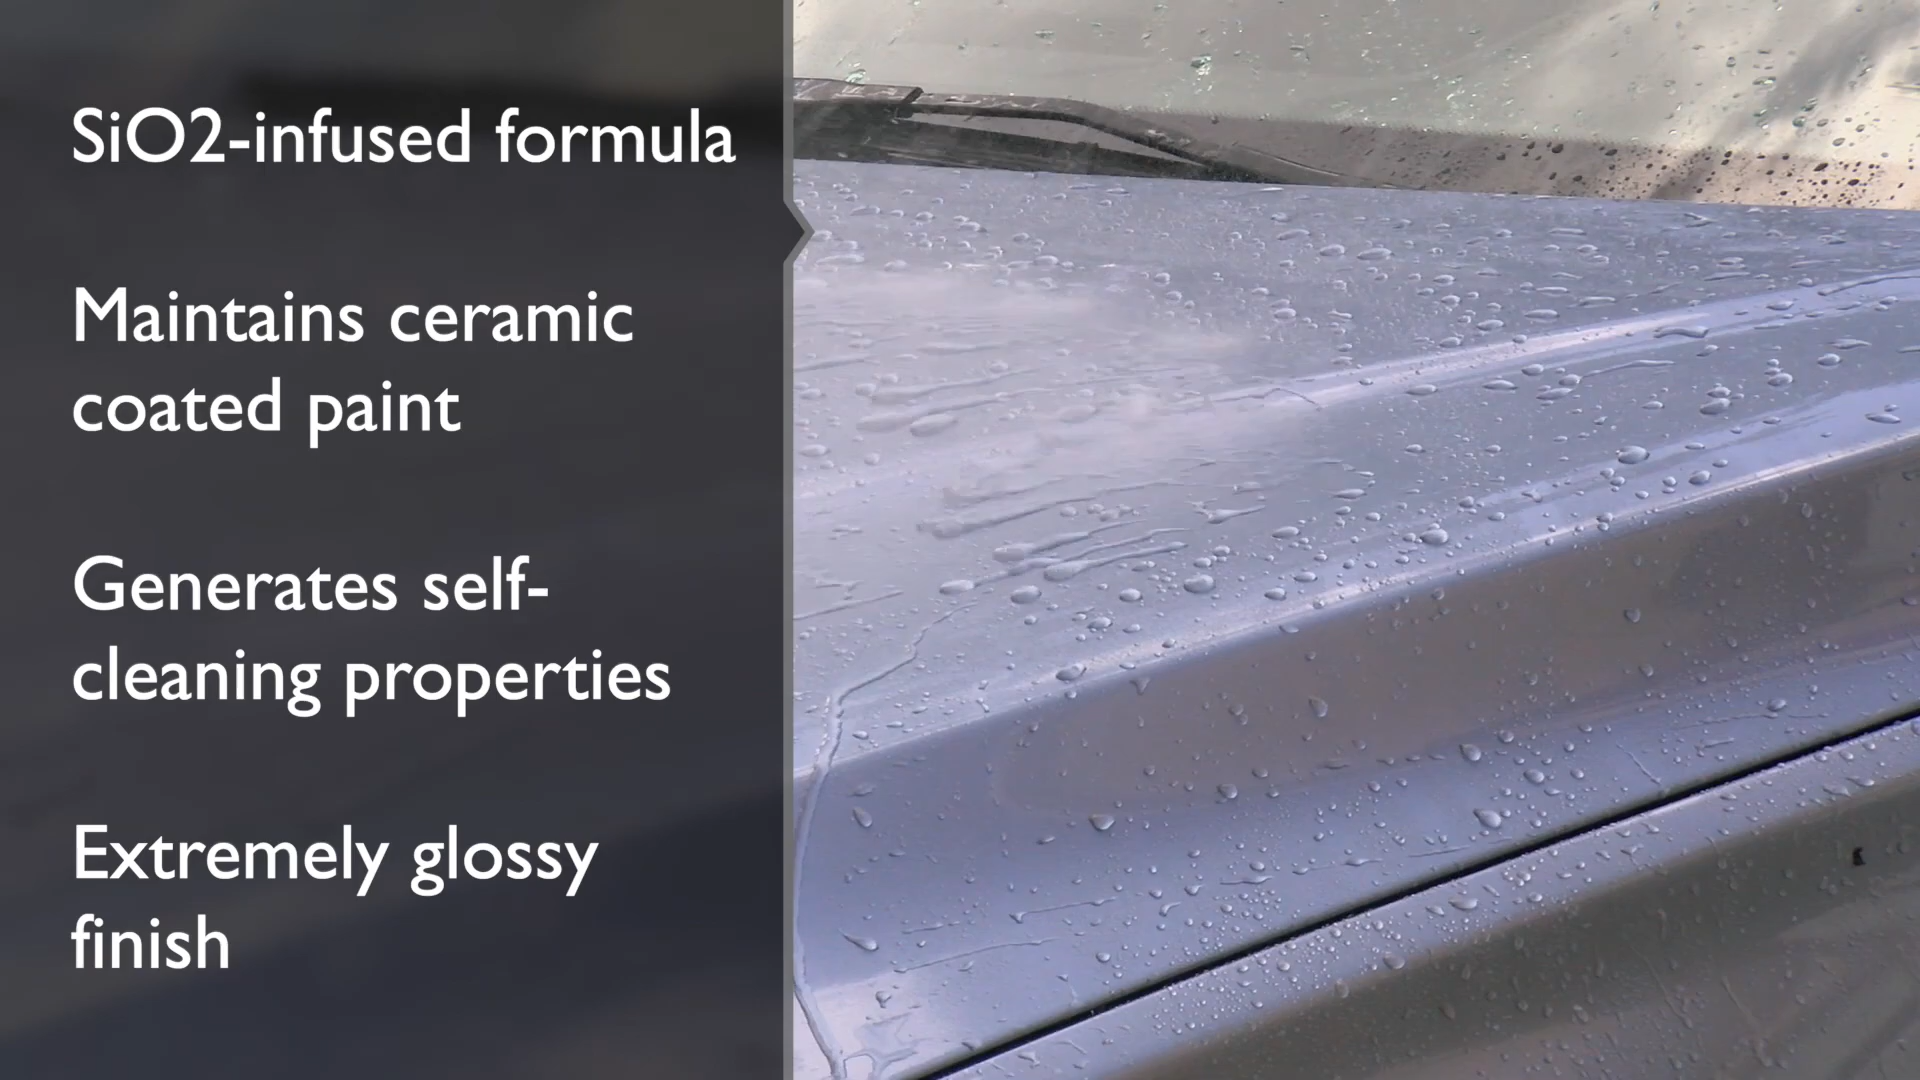 SiO2-infused formula
Maintains ceramic
coated paint
Generates self-
cleaning properties
Extremely glossy
finish